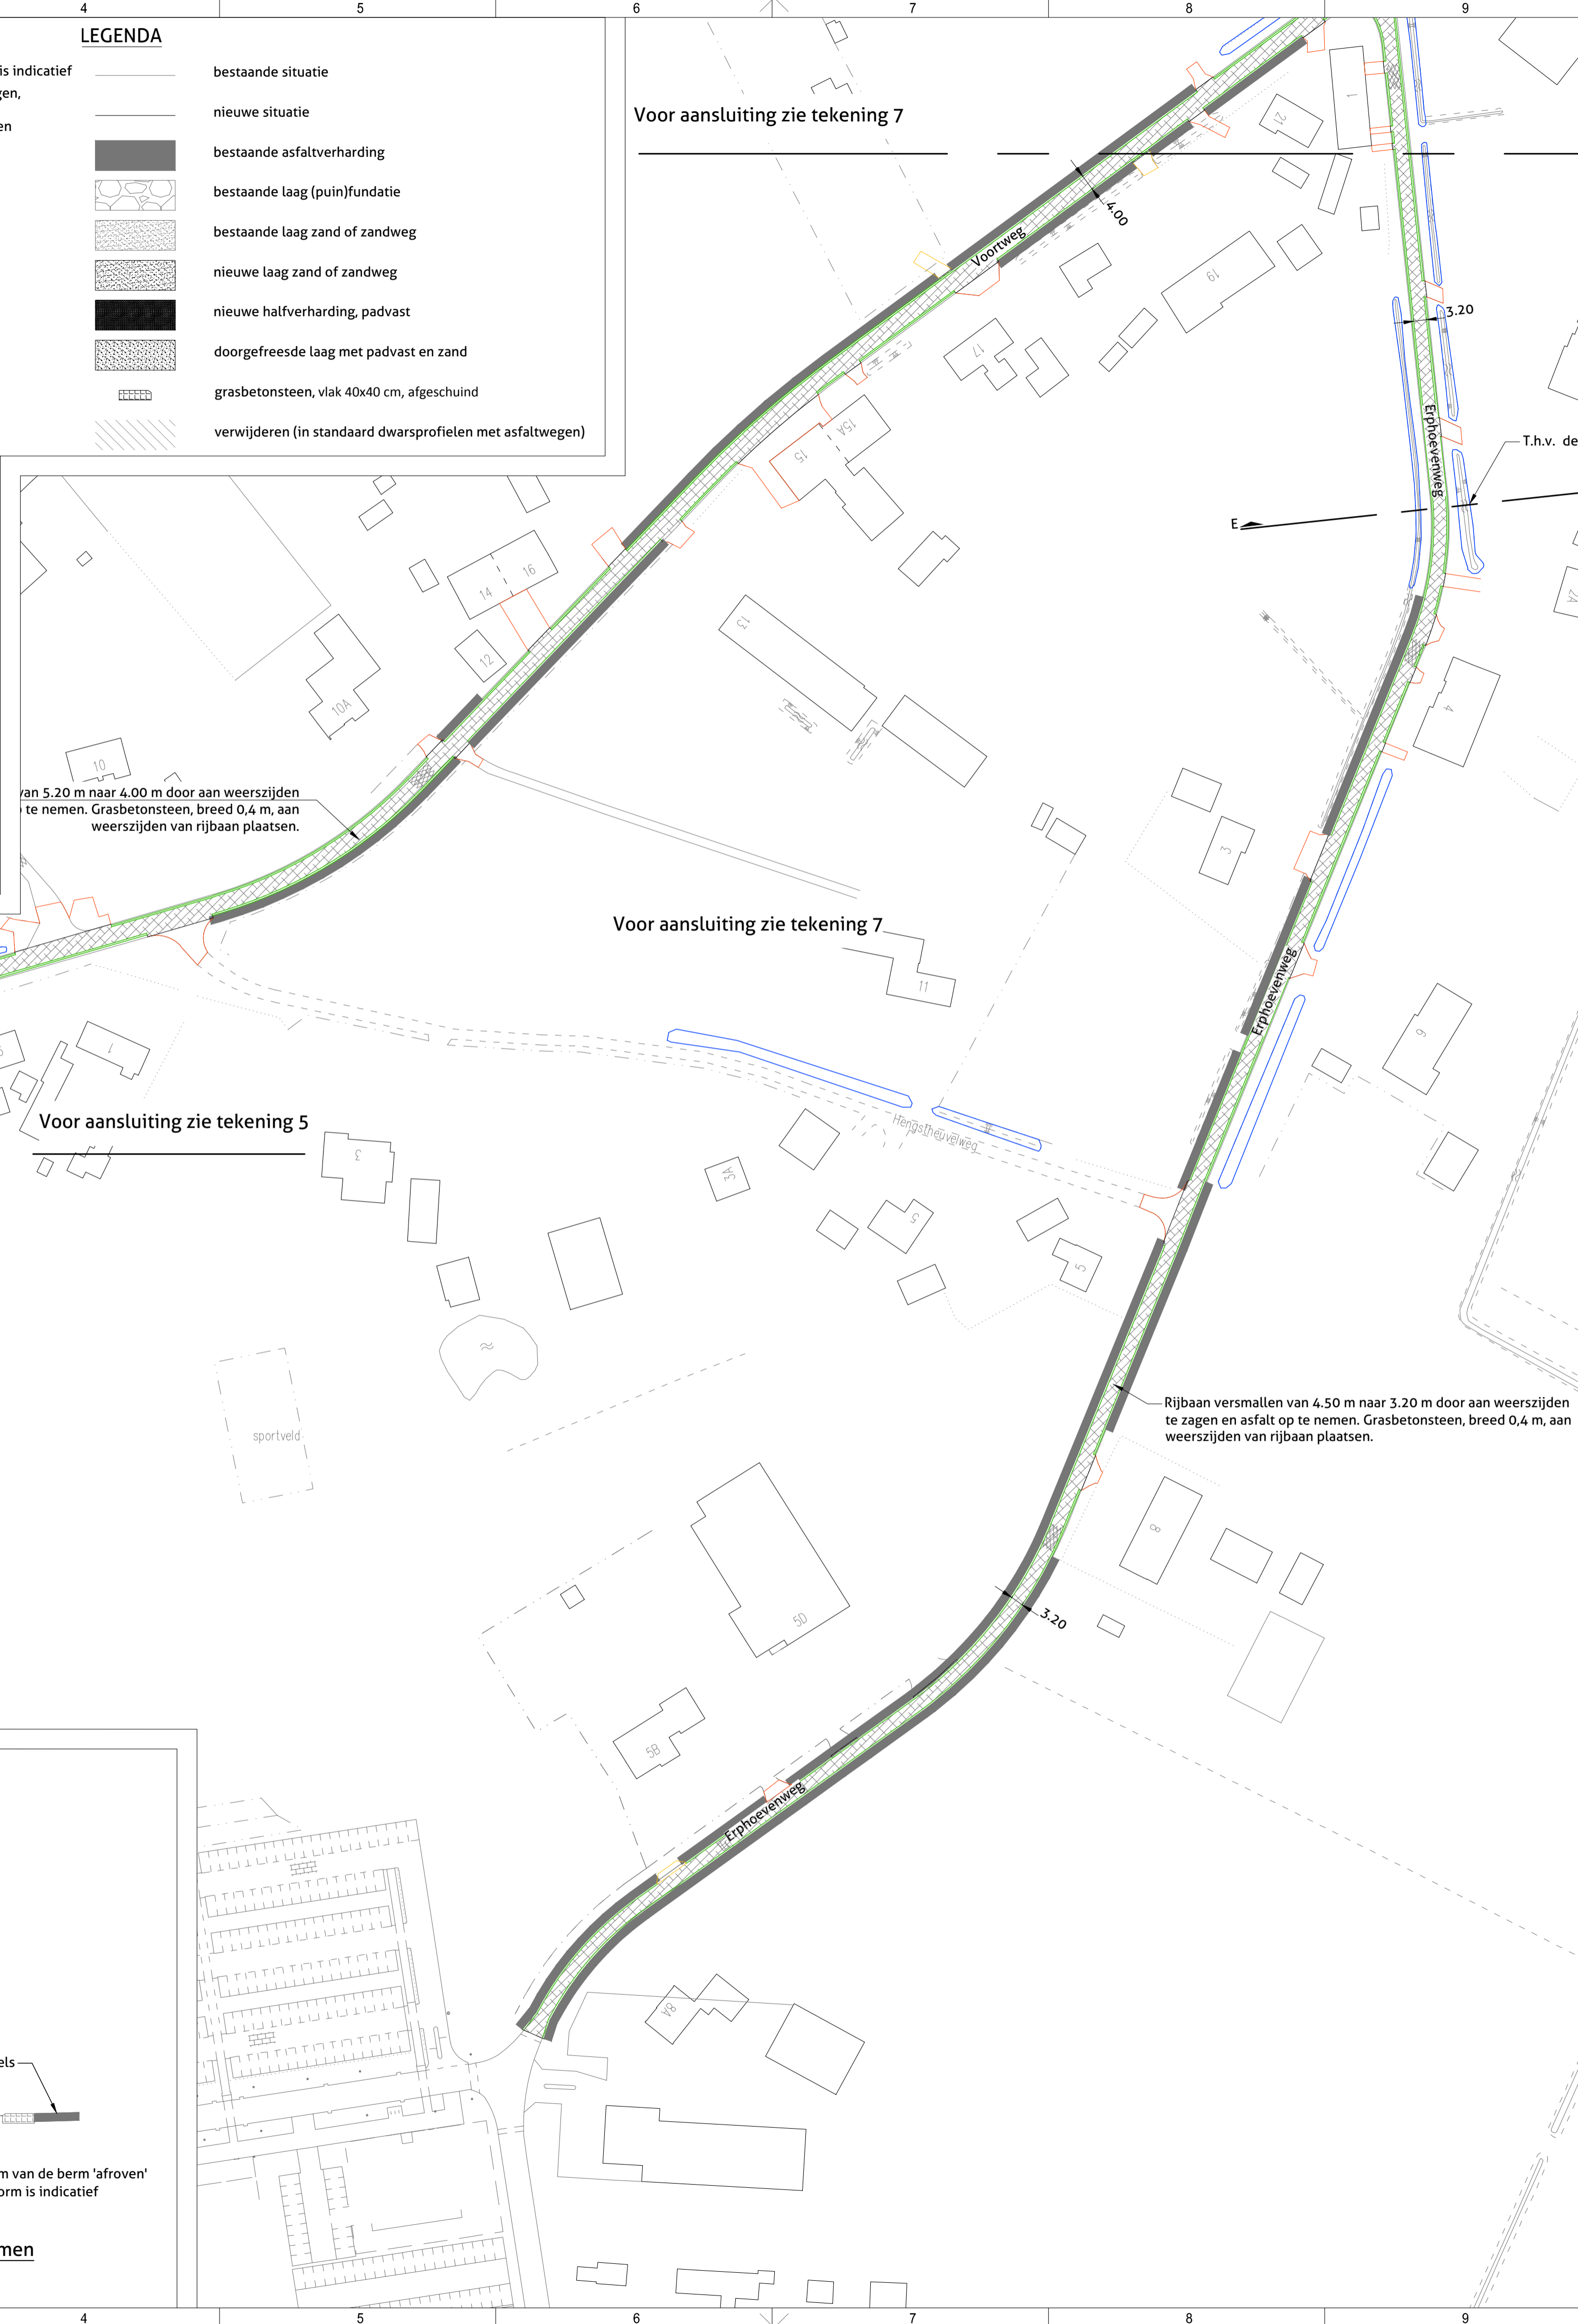 4 5 6 7 8 9
LEGENDA
is indicatief
gen,
en
bestaande situatie
nieuwe situatie
bestaande asfaltverharding
bestaande laag (puin)fundatie
bestaande laag zand of zandweg
nieuwe laag zand of zandweg
nieuwe halfverharding, padvast
doorgefreesde laag met padvast en zand
grasbetonsteen, vlak 40x40 cm, afgeschuind
verwijderen (in standaard dwarsprofielen met asfaltwegen)
Voor aansluiting zie tekening 7
1
21
4.00
Voortweg
19
3.20
17
15A
15
Erphoevenweg
T.h.v. de
E
16
14
2A
13
12
10A
4
10
van 5.20 m naar 4.00 m door aan weerszijden
te nemen. Grasbetonsteen, breed 0,4 m, aan
weerszijden van rijbaan plaatsen.
3
Voor aansluiting zie tekening 7
11
Erphoevenweg
6
1
Voor aansluiting zie tekening 5
Hengstheuvelweg
3
3A
5
5
Rijbaan versmallen van 4.50 m naar 3.20 m door aan weerszijden
te zagen en asfalt op te nemen. Grasbetonsteen, breed 0,4 m, aan
weerszijden van rijbaan plaatsen.
sportveld
8
5D
3.20
5B
Erphoevenweg
8A
els
m van de berm 'afroven'
orm is indicatief
men
4 5 6 7 8 9